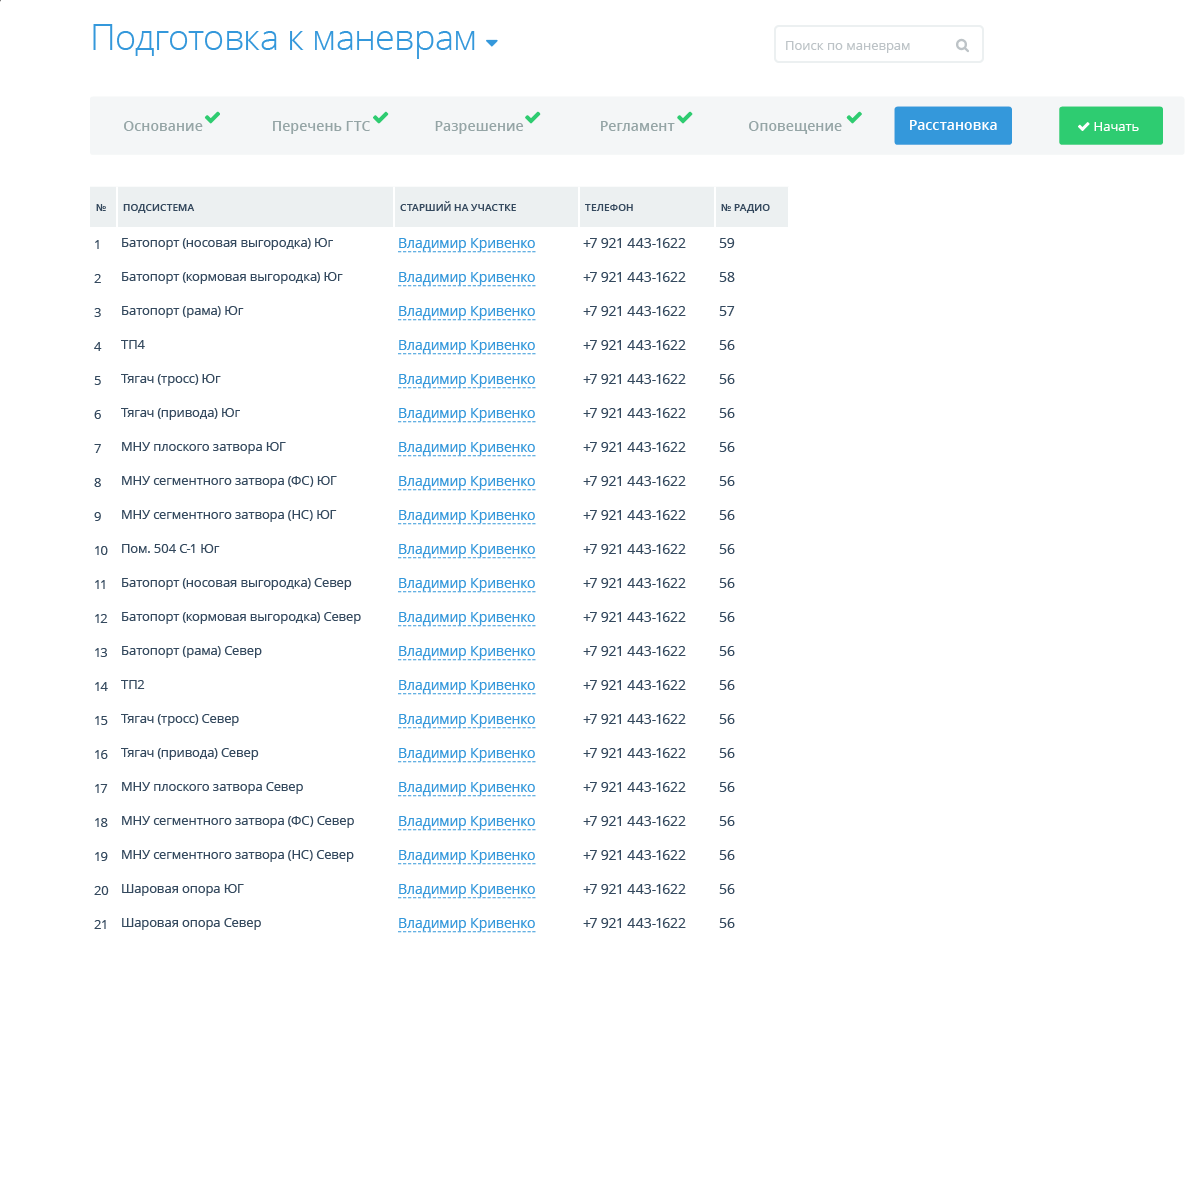 Подготовка к маневрам
Поиск по маневрам
Основание Перечень ГТС Разрешение Регламент Оповещение Расстановка Начать
№ ПОДСИСТЕМА СТАРШИЙ НА УЧАСТКЕ ТЕЛЕФОН № РАДИО
1 Батопорт (носовая выгородка) Юг Владимир Кривенко +7 921 443-1622 59
2 Батопорт (кормовая выгородка) Юг Владимир Кривенко +7 921 443-1622 58
3 Батопорт (рама) Юг Владимир Кривенко +7 921 443-1622 57
4 ТП4 Владимир Кривенко +7 921 443-1622 56
5 Тягач (тросс) Юг Владимир Кривенко +7 921 443-1622 56
6 Тягач (привода) Юг Владимир Кривенко +7 921 443-1622 56
7 МНУ плоского затвора ЮГ Владимир Кривенко +7 921 443-1622 56
8 МНУ сегментного затвора (ФС) ЮГ Владимир Кривенко +7 921 443-1622 56
9 МНУ сегментного затвора (НС) ЮГ Владимир Кривенко +7 921 443-1622 56
10 Пом. 504 С-1 Юг Владимир Кривенко +7 921 443-1622 56
11 Батопорт (носовая выгородка) Север Владимир Кривенко +7 921 443-1622 56
12 Батопорт (кормовая выгородка) Север Владимир Кривенко +7 921 443-1622 56
13 Батопорт (рама) Север Владимир Кривенко +7 921 443-1622 56
14 ТП2 Владимир Кривенко +7 921 443-1622 56
15 Тягач (тросс) Север Владимир Кривенко +7 921 443-1622 56
16 Тягач (привода) Север Владимир Кривенко +7 921 443-1622 56
17 МНУ плоского затвора Север Владимир Кривенко +7 921 443-1622 56
18 МНУ сегментного затвора (ФС) Север Владимир Кривенко +7 921 443-1622 56
19 МНУ сегментного затвора (НС) Север Владимир Кривенко +7 921 443-1622 56
20 Шаровая опора ЮГ Владимир Кривенко +7 921 443-1622 56
21 Шаровая опора Север Владимир Кривенко +7 921 443-1622 56